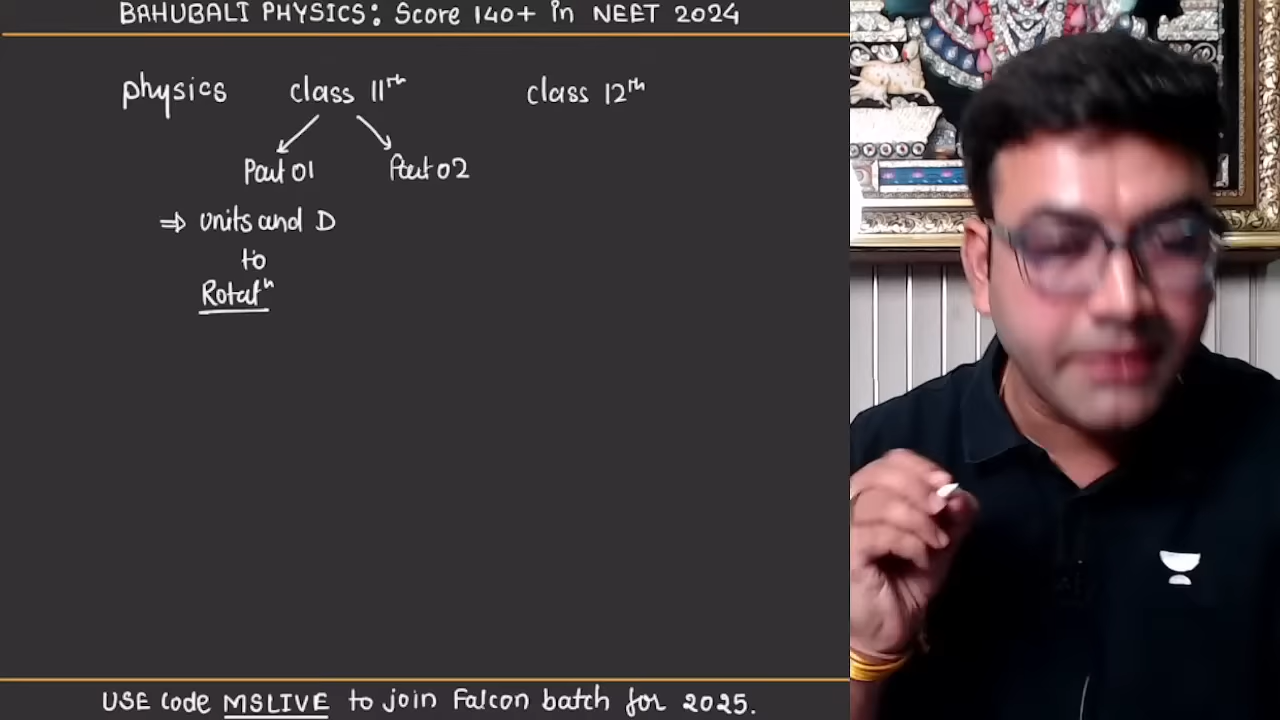 BAHUBALI PHYSICS: Score 140+ in NEET 2024
physics class 11th class 12th
Part 01 Part 02
⇒ Units and D
to
Rotatn
USE Code MSLIVE to join Falcon batch for 2025.